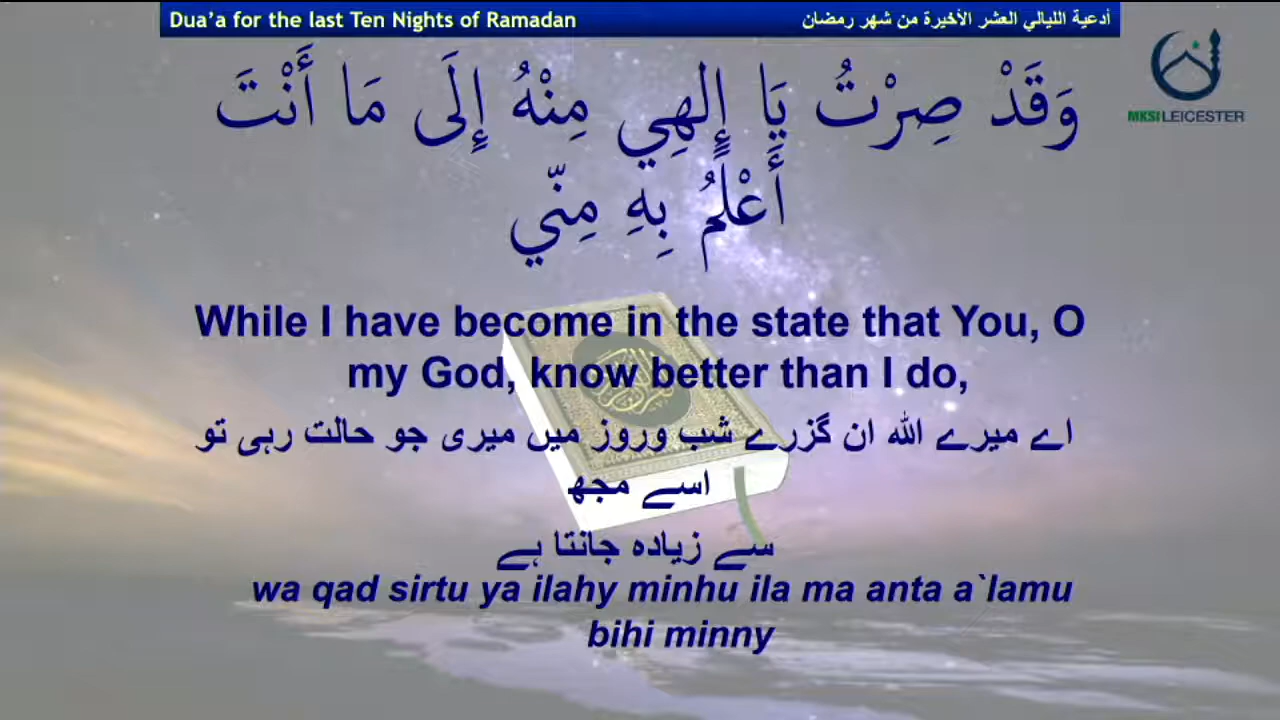 Dua’a for the last Ten Nights of Ramadan
أدعية الليالي العشر الأخيرة من شهر رمضان
MKSI LEICESTER
وَقَدْ صِرْتُ يَا إِلٰهِي مِنْهُ إِلَى مَا أَنْتَ
أَعْلَمُ بِهِ مِنّي
While I have become in the state that You, O
my God, know better than I do,
اے میرے اللہ ان گزرے شب وروز میں میری جو حالت رہی تو
اسے مجھ
سے زیادہ جانتا ہے
wa qad sirtu ya ilahy minhu ila ma anta a`lamu
bihi minny